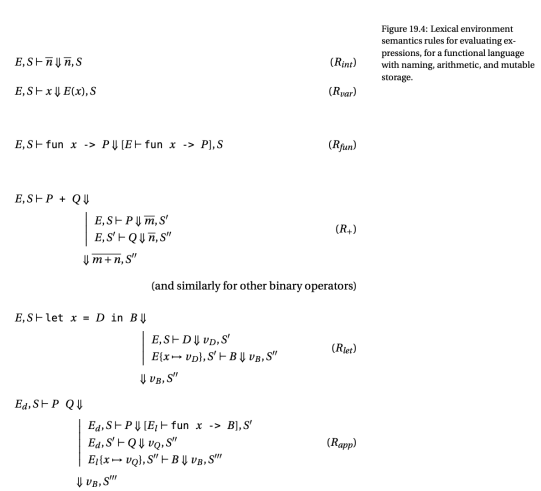 Figure 19.4: Lexical environment
semantics rules for evaluating ex-
pressions, for a functional language
with naming, arithmetic, and mutable
storage.
E, S ⊢ n̅ ⇓ n̅, S (R_int)
E, S ⊢ x ⇓ E(x), S (R_var)
E, S ⊢ fun x -> P ⇓ [E ⊢ fun x -> P], S (R_fun)
E, S ⊢ P + Q ⇓
E, S ⊢ P ⇓ m̅, S′
E, S′ ⊢ Q ⇓ n̅, S′′
(R_+)
⇓ \overline{m+n}, S′′
(and similarly for other binary operators)
E, S ⊢ let x = D in B ⇓
E, S ⊢ D ⇓ v_D, S′
E{x ↦ v_D}, S′ ⊢ B ⇓ v_B, S′′
(R_let)
⇓ v_B, S′′
E_d, S ⊢ P Q ⇓
E_d, S ⊢ P ⇓ [E_l ⊢ fun x -> B], S′
E_d, S′ ⊢ Q ⇓ v_Q, S′′
E_l{x ↦ v_Q}, S′′ ⊢ B ⇓ v_B, S′′′
(R_app)
⇓ v_B, S′′′